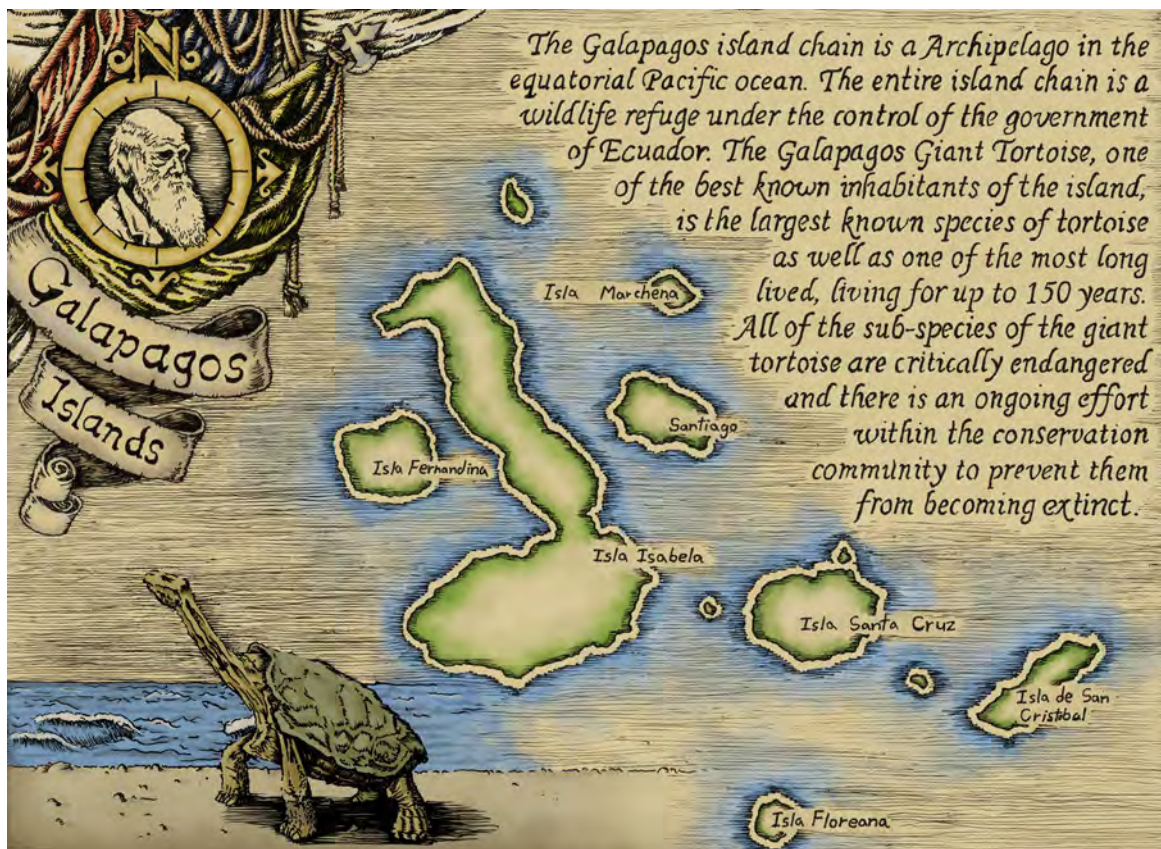 N
Galapagos
Islands
The Galapagos island chain is a Archipelago in the
equatorial Pacific ocean. The entire island chain is a
wildlife refuge under the control of the government
of Ecuador. The Galapagos Giant Tortoise, one
of the best known inhabitants of the island,
is the largest known species of tortoise
as well as one of the most long
lived, living for up to 150 years.
All of the sub-species of the giant
tortoise are critically endangered
and there is an ongoing effort
within the conservation
community to prevent them
from becoming extinct.
Isla Marchena
Santiago
Isla Fernandina
Isla Isabela
Isla Santa Cruz
Isla de San
Cristobal
Isla Floreana